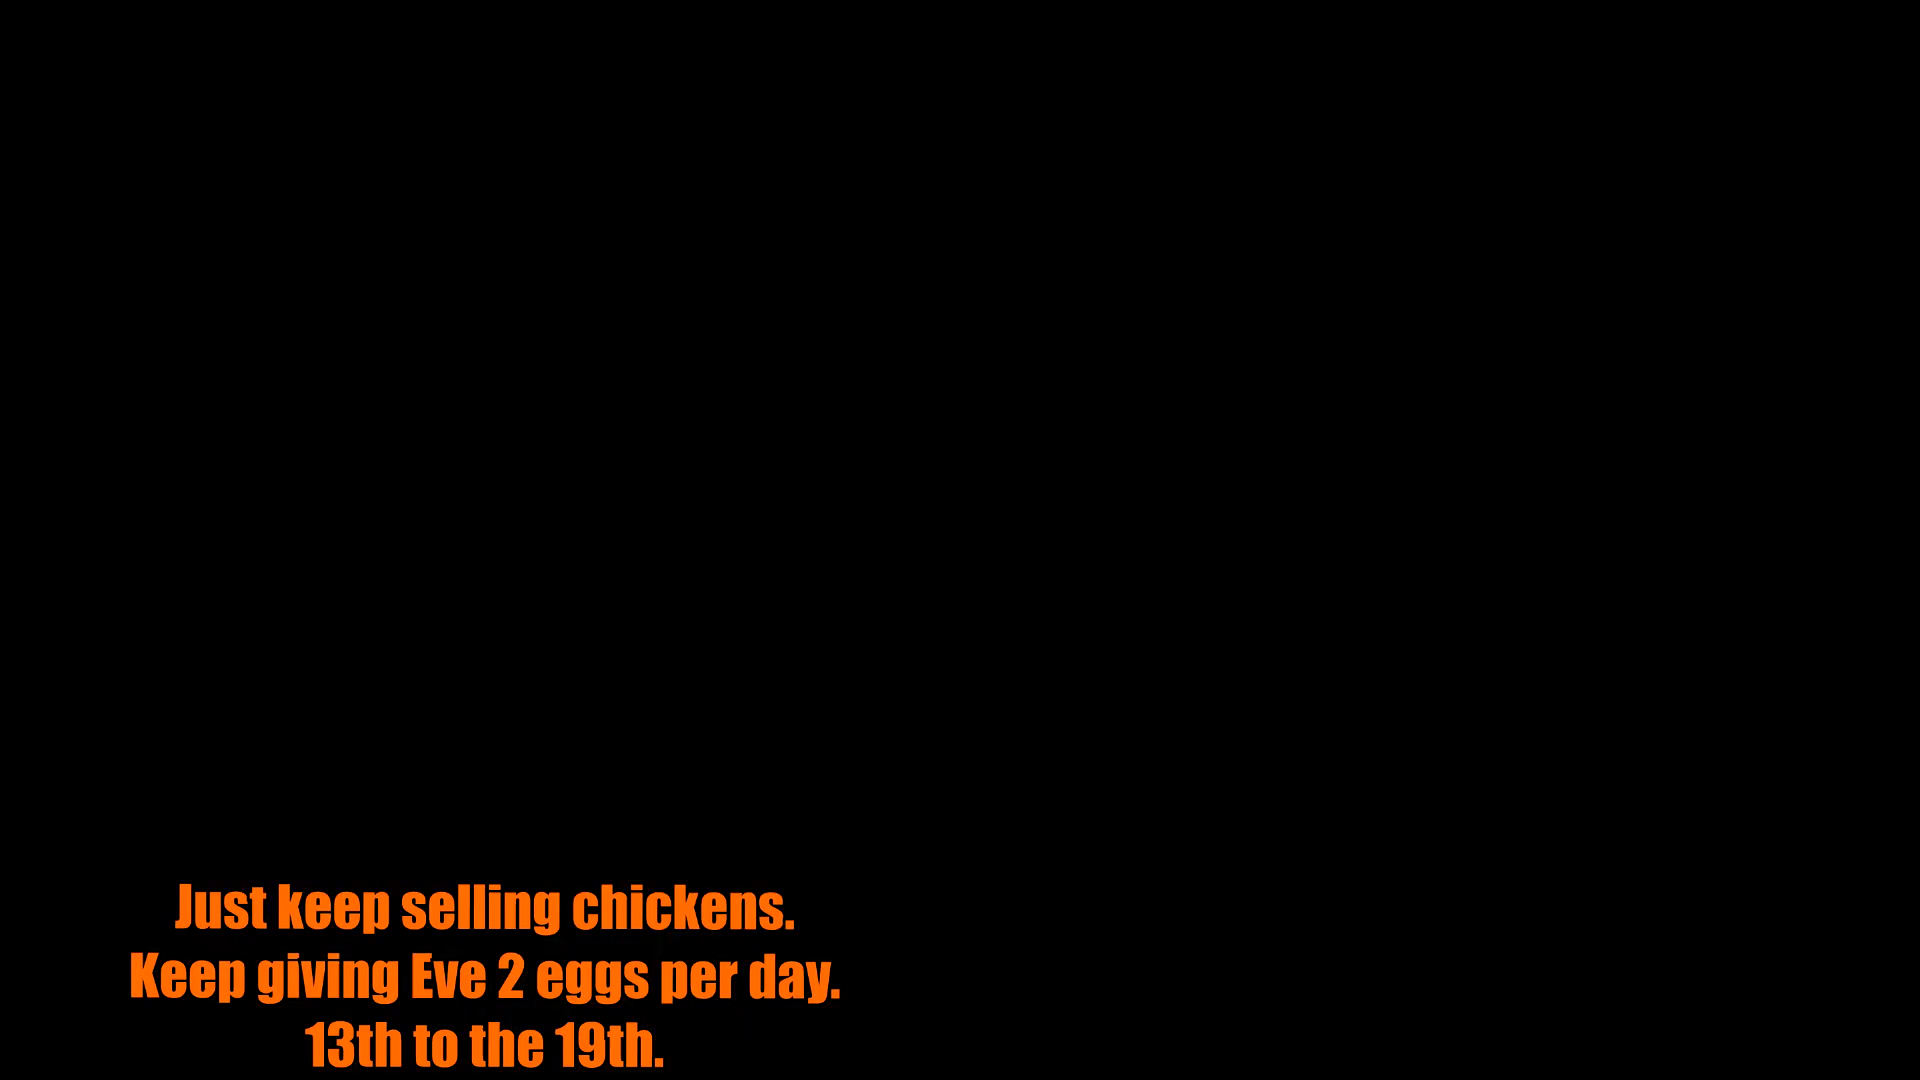 Just keep selling chickens.
Keep giving Eve 2 eggs per day.
13th to the 19th.